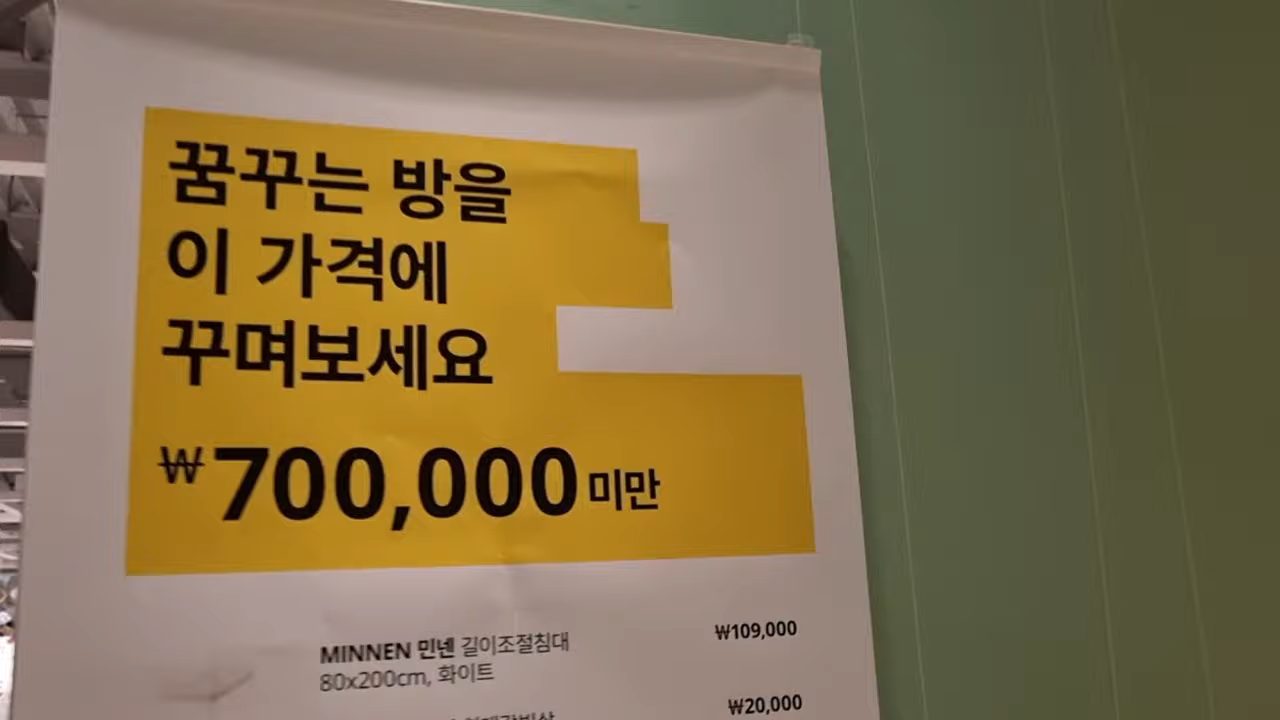 꿈꾸는 방을
이 가격에
꾸며보세요
₩700,000 미만
MINNEN 민넨 길이조절침대 ₩109,000
80x200cm, 화이트
₩20,000